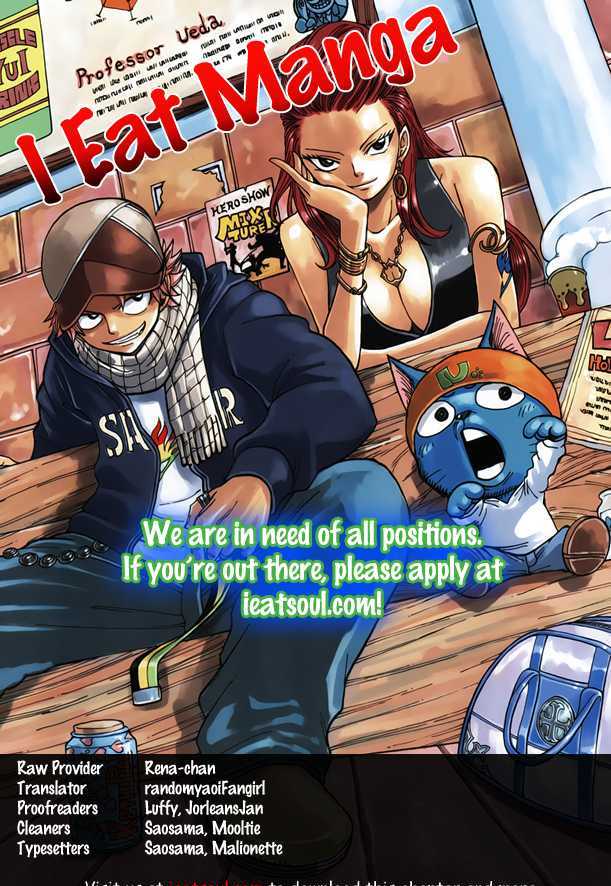 Professor Ueda
I Eat Manga
YUI
HERO SHOW
MIX
TURE!
SA R
We are in need of all positions.
If you're out there, please apply at
ieatsoul.com!
Raw Provider Rena-chan
Translator randomyaoiFangirl
Proofreaders Luffy, JorleansJan
Cleaners Saosama, Mooltie
Typesetters Saosama, Malionette